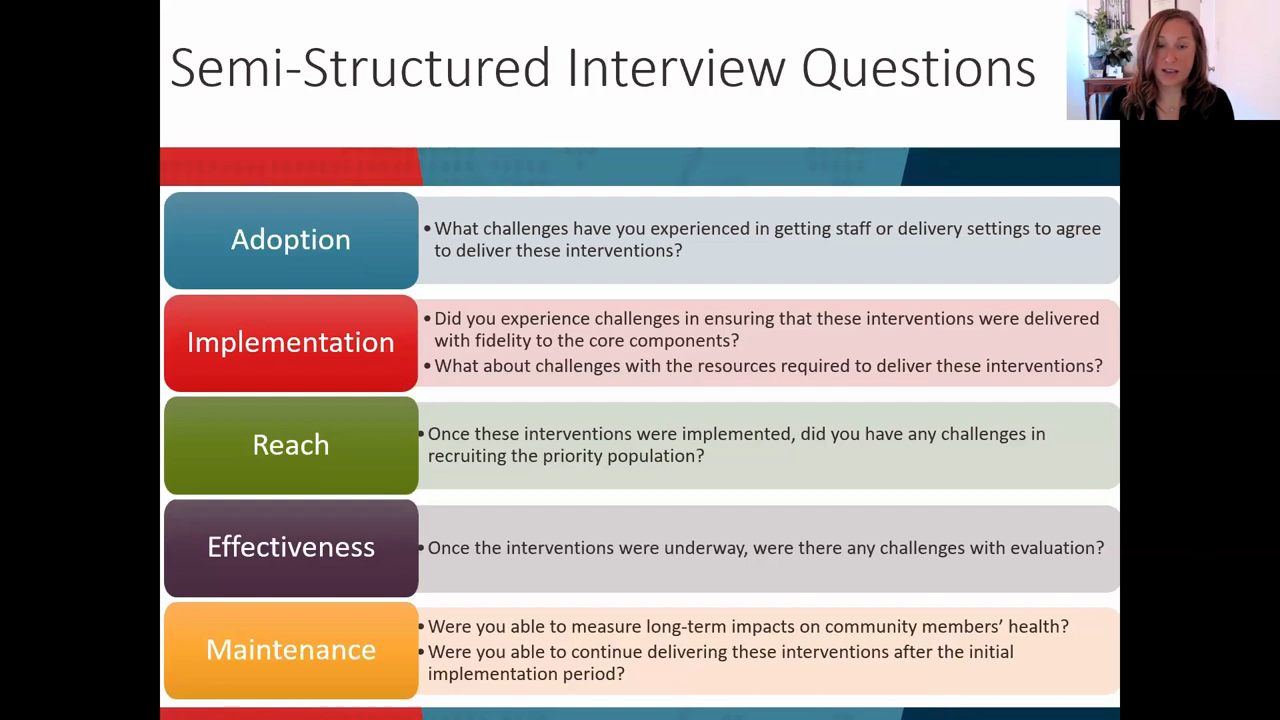 Semi-Structured Interview Questions
Adoption
• What challenges have you experienced in getting staff or delivery settings to agree
to deliver these interventions?
Implementation
• Did you experience challenges in ensuring that these interventions were delivered
with fidelity to the core components?
• What about challenges with the resources required to deliver these interventions?
Reach
• Once these interventions were implemented, did you have any challenges in
recruiting the priority population?
Effectiveness
• Once the interventions were underway, were there any challenges with evaluation?
Maintenance
• Were you able to measure long-term impacts on community members’ health?
• Were you able to continue delivering these interventions after the initial
implementation period?